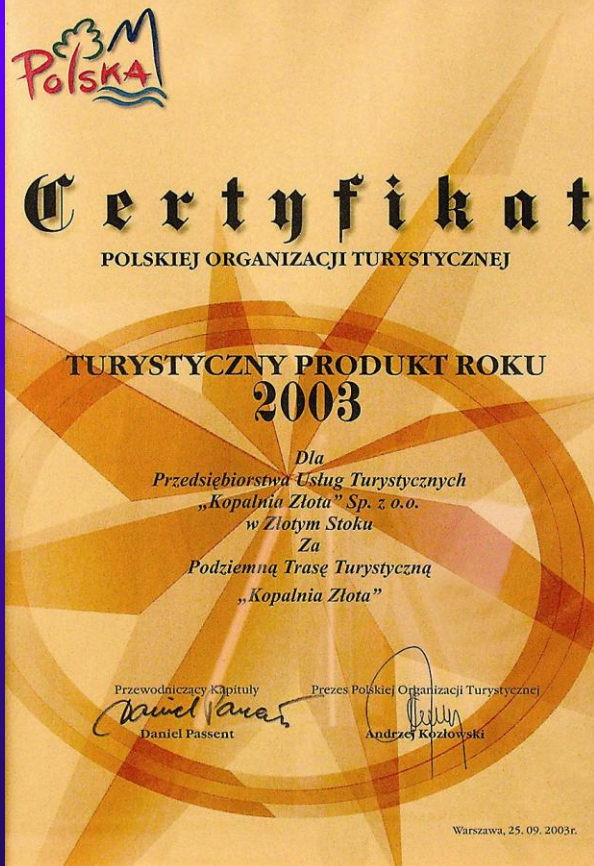 Polska
Certyfikat
POLSKIEJ ORGANIZACJI TURYSTYCZNEJ
TURYSTYCZNY PRODUKT ROKU
2003
Dla
Przedsiębiorstwa Usług Turystycznych
„Kopalnia Złota” Sp. z o.o.
w Złotym Stoku
Za
Podziemną Trasę Turystyczną
„Kopalnia Złota”
Przewodniczący Kapituły
Daniel Passent
Prezes Polskiej Organizacji Turystycznej
Andrzej Kozłowski
Warszawa, 25. 09. 2003r.